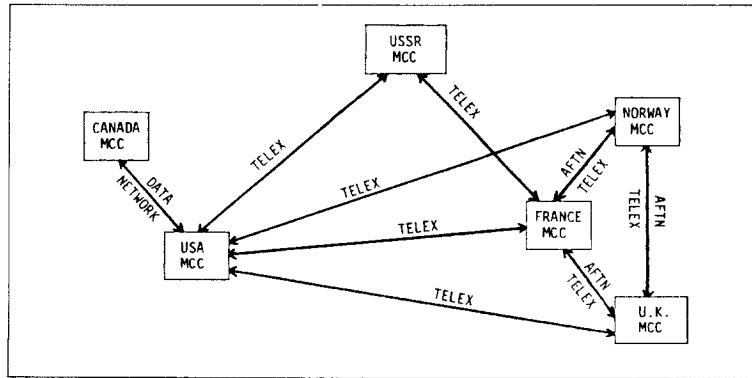 USSR
MCC
CANADA
MCC
NORWAY
MCC
TELEX
TELEX
TELEX
AFTN
TELEX
DATA
NETWORK
FRANCE
MCC
AFTN
TELEX
TELEX
USA
MCC
AFTN
TELEX
TELEX
U.K.
MCC